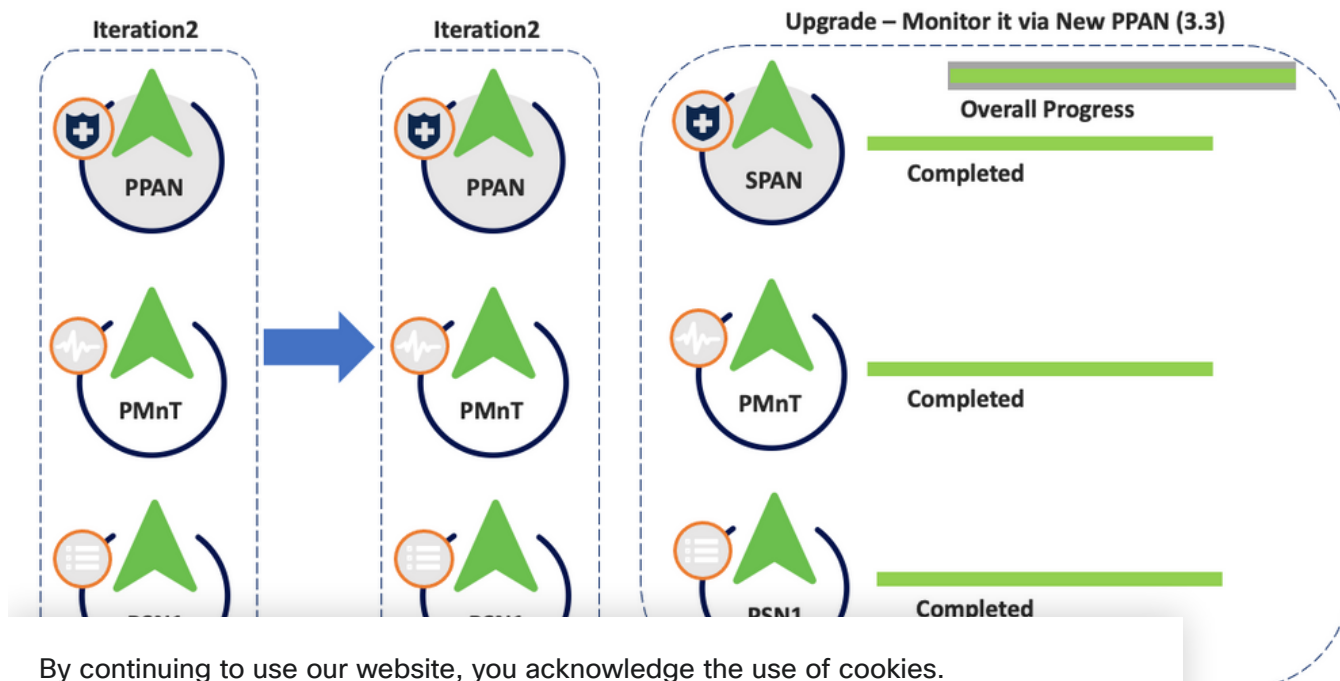 Iteration2
Iteration2
Upgrade – Monitor it via New PPAN (3.3)
Overall Progress
PPAN
PPAN
SPAN
Completed
PMnT
PMnT
PMnT
Completed
PSN1
Completed
By continuing to use our website, you acknowledge the use of cookies.